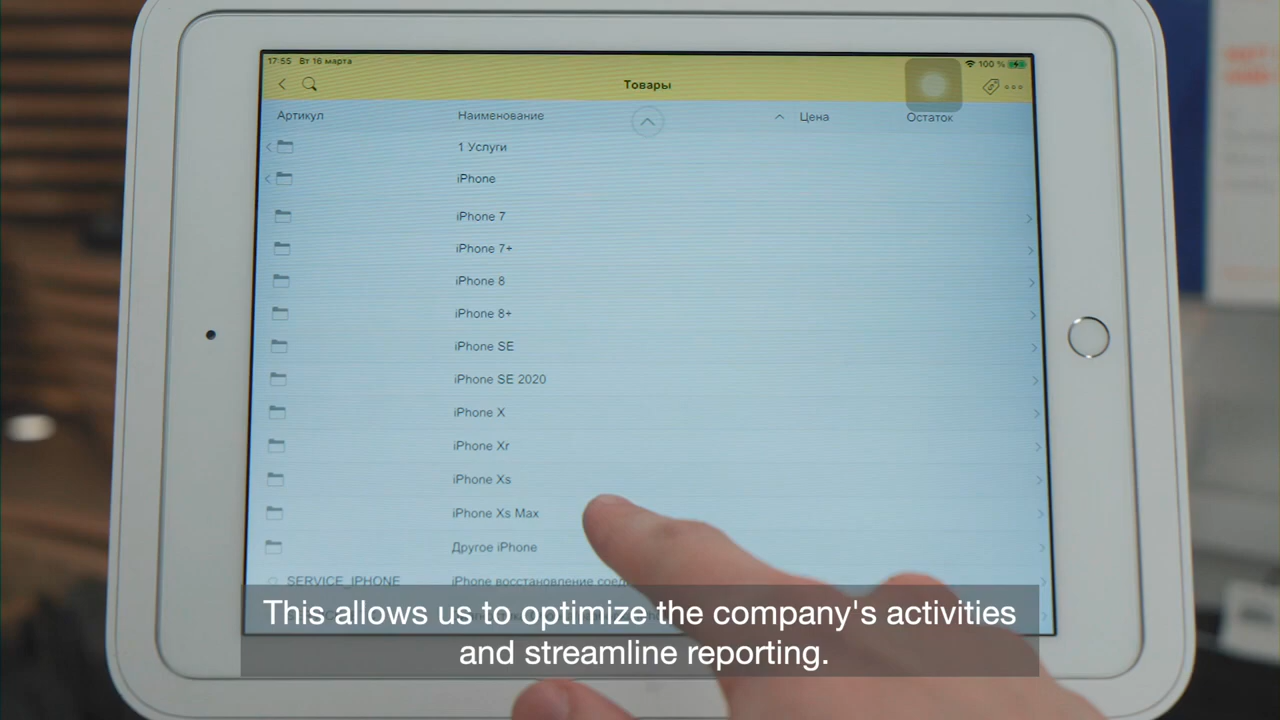 17:55 Вт 16 марта
100 %
Товары
Артикул Наименование Цена Остаток
1 Услуги
iPhone
iPhone 7
iPhone 7+
iPhone 8
iPhone 8+
iPhone SE
iPhone SE 2020
iPhone X
iPhone Xr
iPhone Xs
iPhone Xs Max
Другое iPhone
SERVICE_IPHONE iPhone восстановление
This allows us to optimize the company's activities
and streamline reporting.